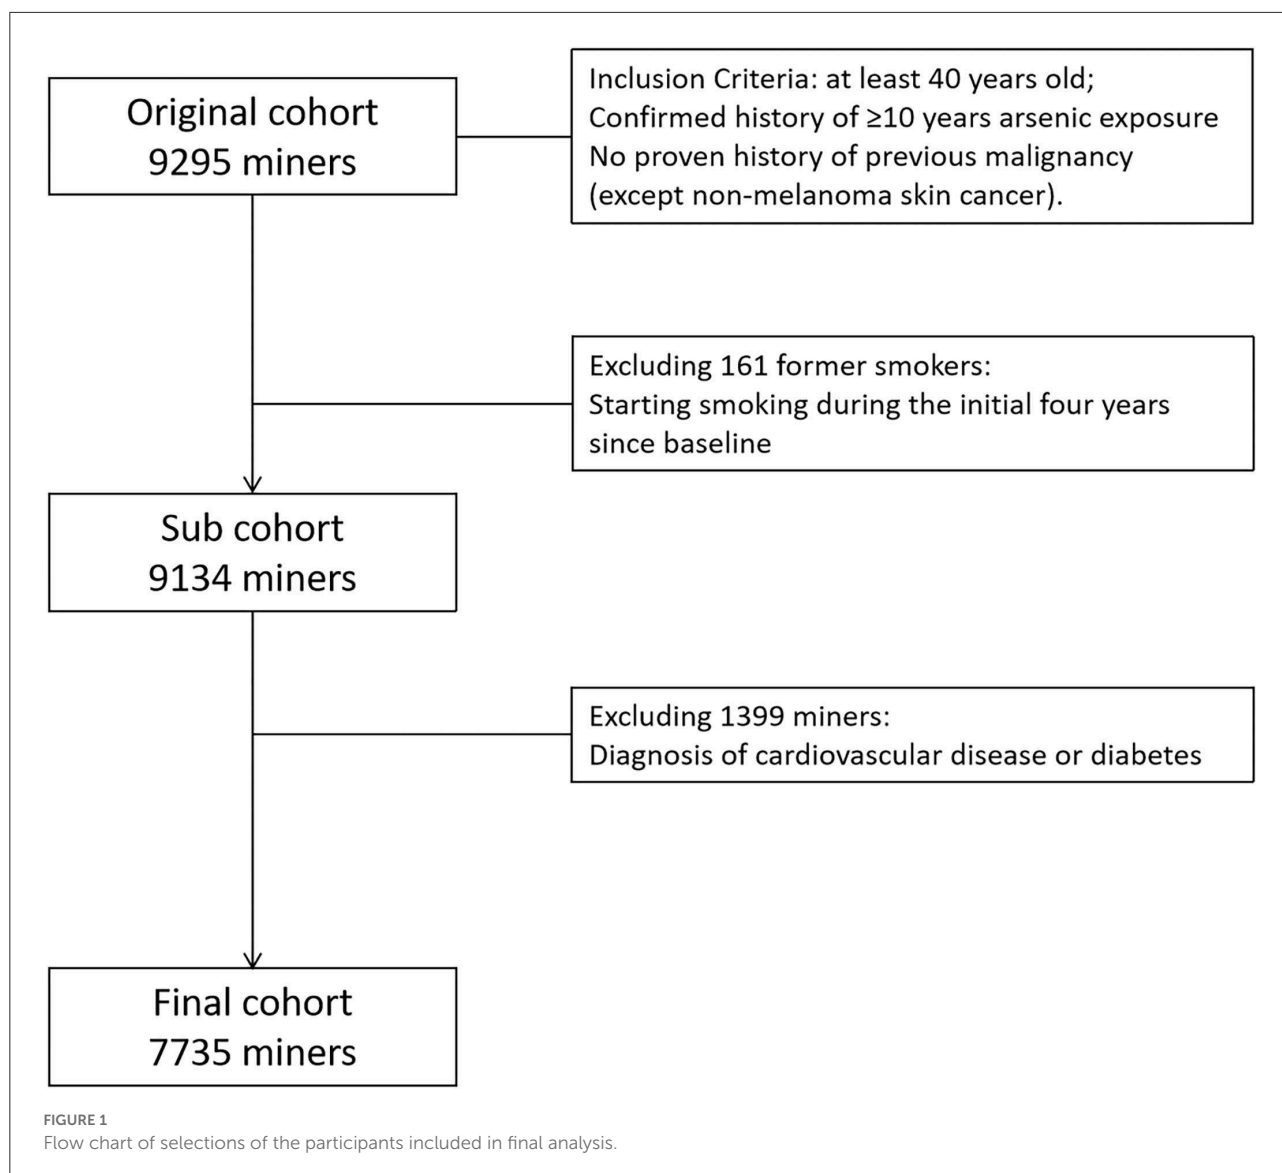 Original cohort
9295 miners
Inclusion Criteria: at least 40 years old;
Confirmed history of ≥10 years arsenic exposure
No proven history of previous malignancy
(except non-melanoma skin cancer).
Excluding 161 former smokers:
Starting smoking during the initial four years
since baseline
Sub cohort
9134 miners
Excluding 1399 miners:
Diagnosis of cardiovascular disease or diabetes
Final cohort
7735 miners
FIGURE 1
Flow chart of selections of the participants included in final analysis.